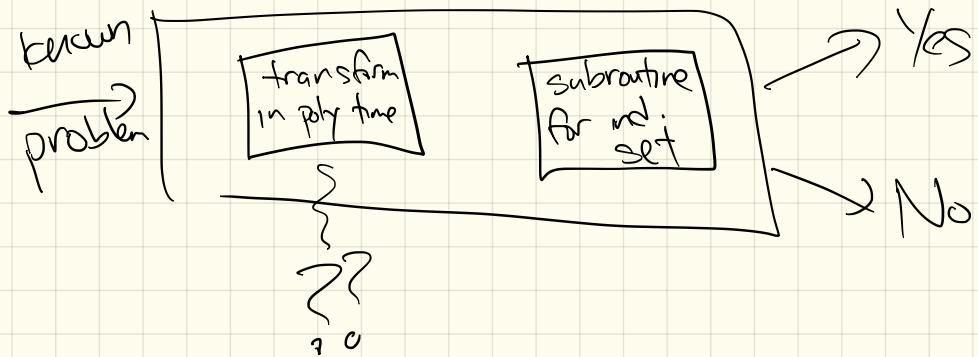 known
problem
transform
in poly time
subroutine
for ind.
set
Yes
No
??